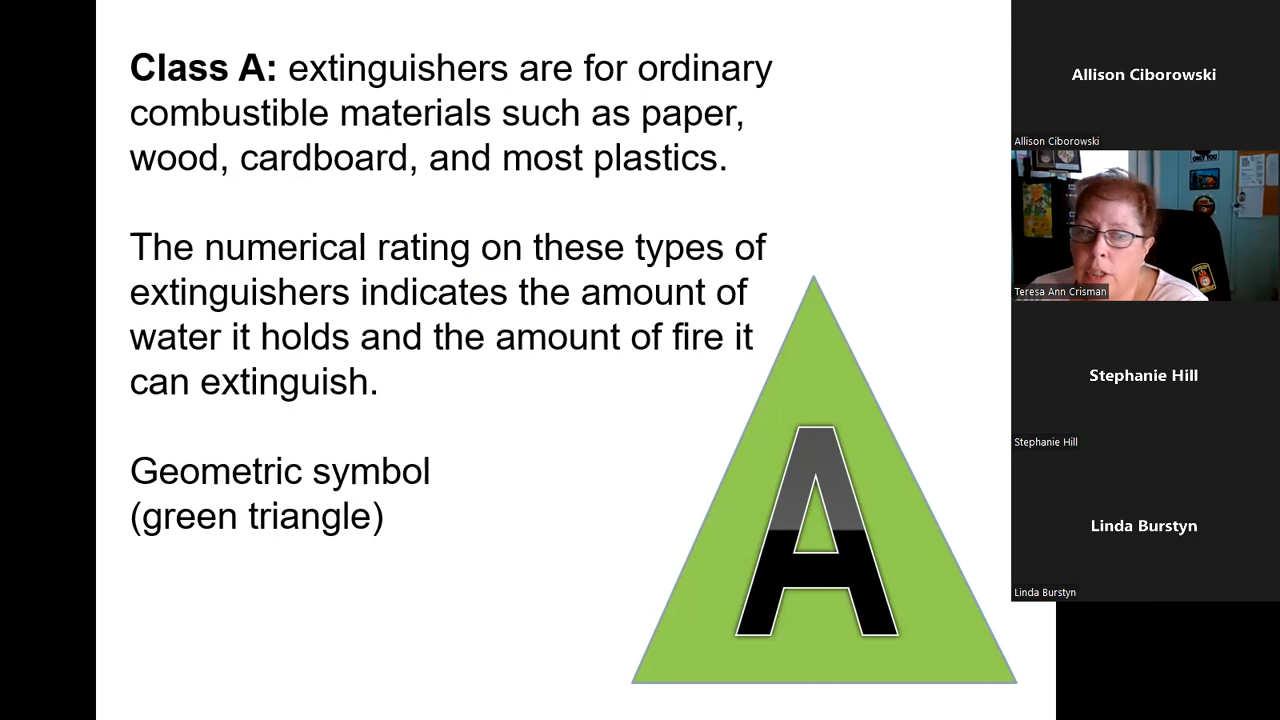 Class A: extinguishers are for ordinary
combustible materials such as paper,
wood, cardboard, and most plastics.
The numerical rating on these types of
extinguishers indicates the amount of
water it holds and the amount of fire it
can extinguish.
Geometric symbol
(green triangle)
A
Allison Ciborowski
Allison Ciborowski
ONLY YOU
Teresa Ann Crisman
Stephanie Hill
Stephanie Hill
Linda Burstyn
Linda Burstyn